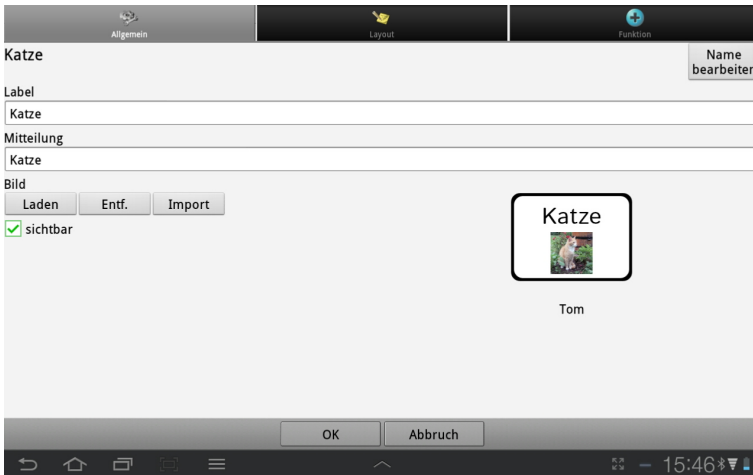 Allgemein
Layout
Funktion
Katze
Name
bearbeiten
Label
Katze
Mitteilung
Katze
Bild
Laden
Entf.
Import
sichtbar
Katze
Tom
OK
Abbruch
15:46